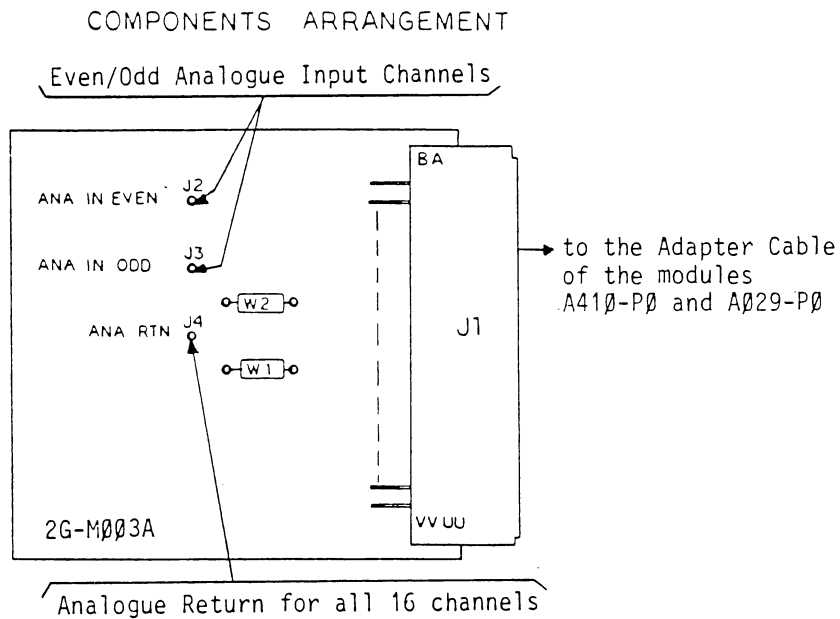 COMPONENTS ARRANGEMENT
Even/Odd Analogue Input Channels
BA
J2
ANA IN EVEN
J3
ANA IN ODD
to the Adapter Cable
of the modules
A41Ø-PØ and AØ29-PØ
W2
J4
ANA RTN
J1
W1
VV UU
2G-MØØ3A
Analogue Return for all 16 channels